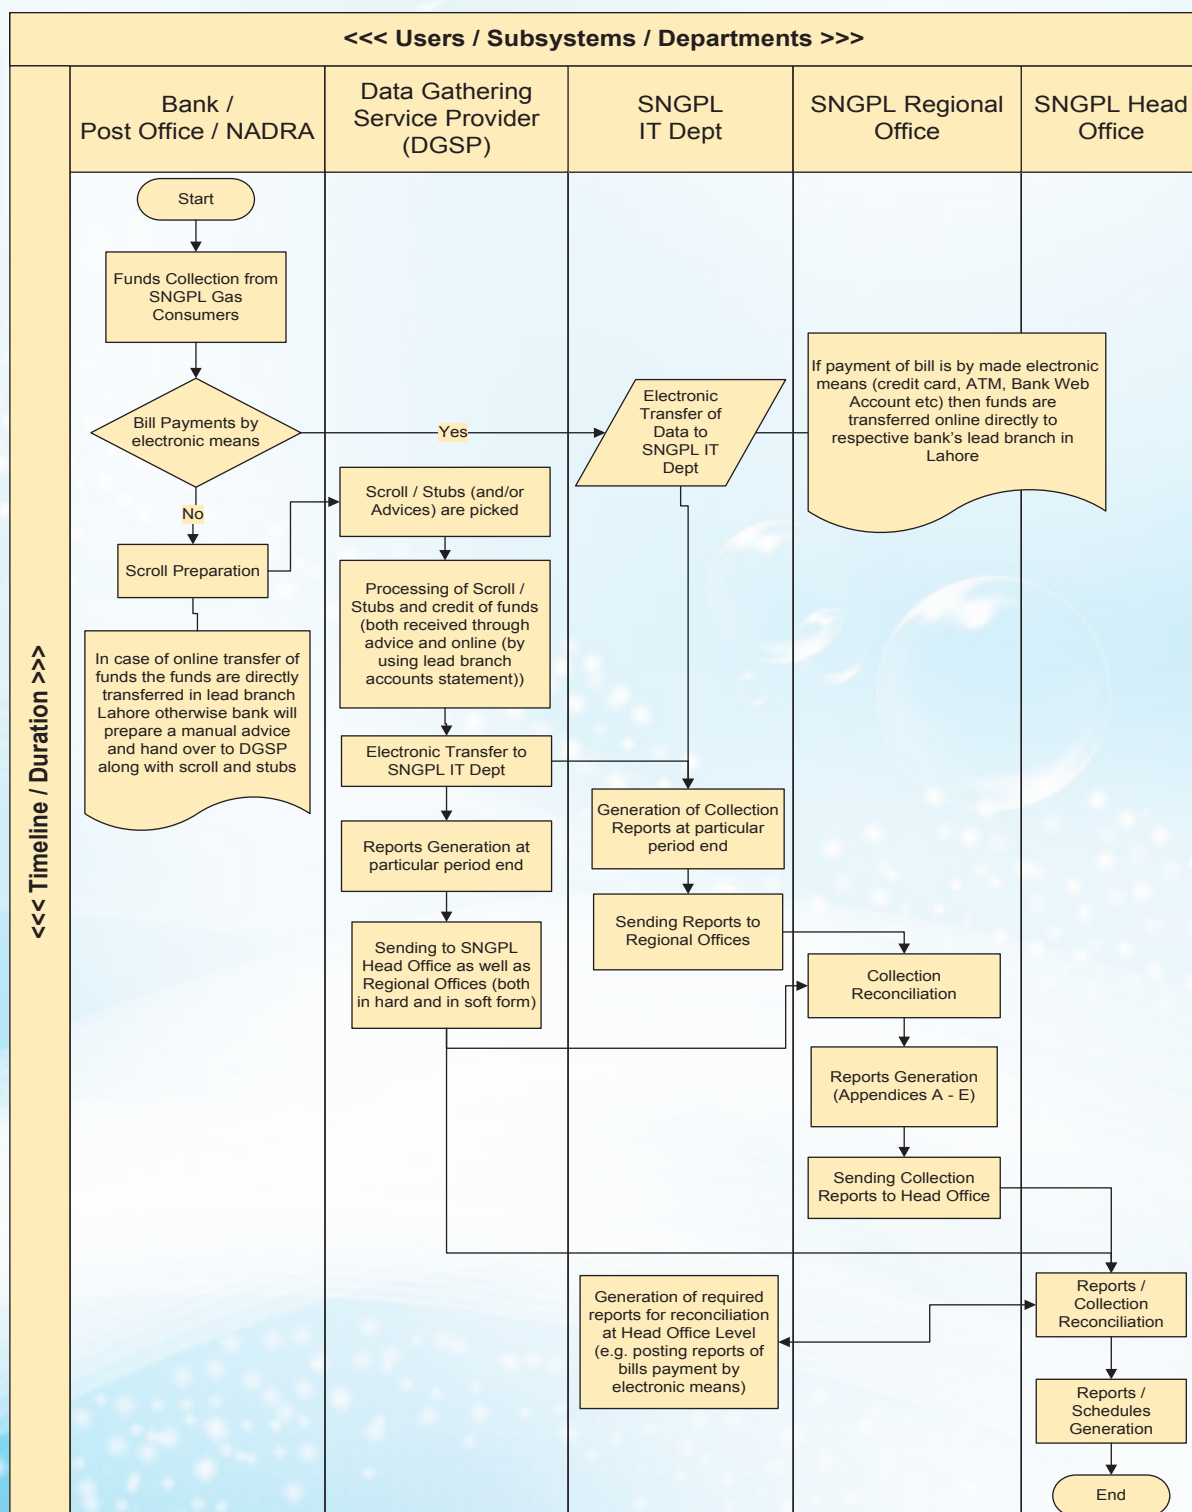 <<< Users / Subsystems / Departments >>>
<<< Timeline / Duration >>>
Bank /
Post Office / NADRA
Data Gathering
Service Provider
(DGSP)
SNGPL
IT Dept
SNGPL Regional
Office
SNGPL Head
Office
Start
Funds Collection from
SNGPL Gas
Consumers
Bill Payments by
electronic means
Yes
No
Scroll Preparation
In case of online transfer of
funds the funds are directly
transferred in lead branch
Lahore otherwise bank will
prepare a manual advice
and hand over to DGSP
along with scroll and stubs
Scroll / Stubs (and/or
Advices) are picked
Processing of Scroll /
Stubs and credit of funds
(both received through
advice and online (by
using lead branch
accounts statement))
Electronic Transfer to
SNGPL IT Dept
Reports Generation at
particular period end
Sending to SNGPL
Head Office as well as
Regional Offices (both
in hard and in soft form)
Electronic
Transfer of
Data to
SNGPL IT
Dept
If payment of bill is by made electronic
means (credit card, ATM, Bank Web
Account etc) then funds are
transferred online directly to
respective bank's lead branch in
Lahore
Generation of Collection
Reports at particular
period end
Sending Reports to
Regional Offices
Collection
Reconciliation
Reports Generation
(Appendices A - E)
Sending Collection
Reports to Head Office
Generation of required
reports for reconciliation
at Head Office Level
(e.g. posting reports of
bills payment by
electronic means)
Reports /
Collection
Reconciliation
Reports /
Schedules
Generation
End